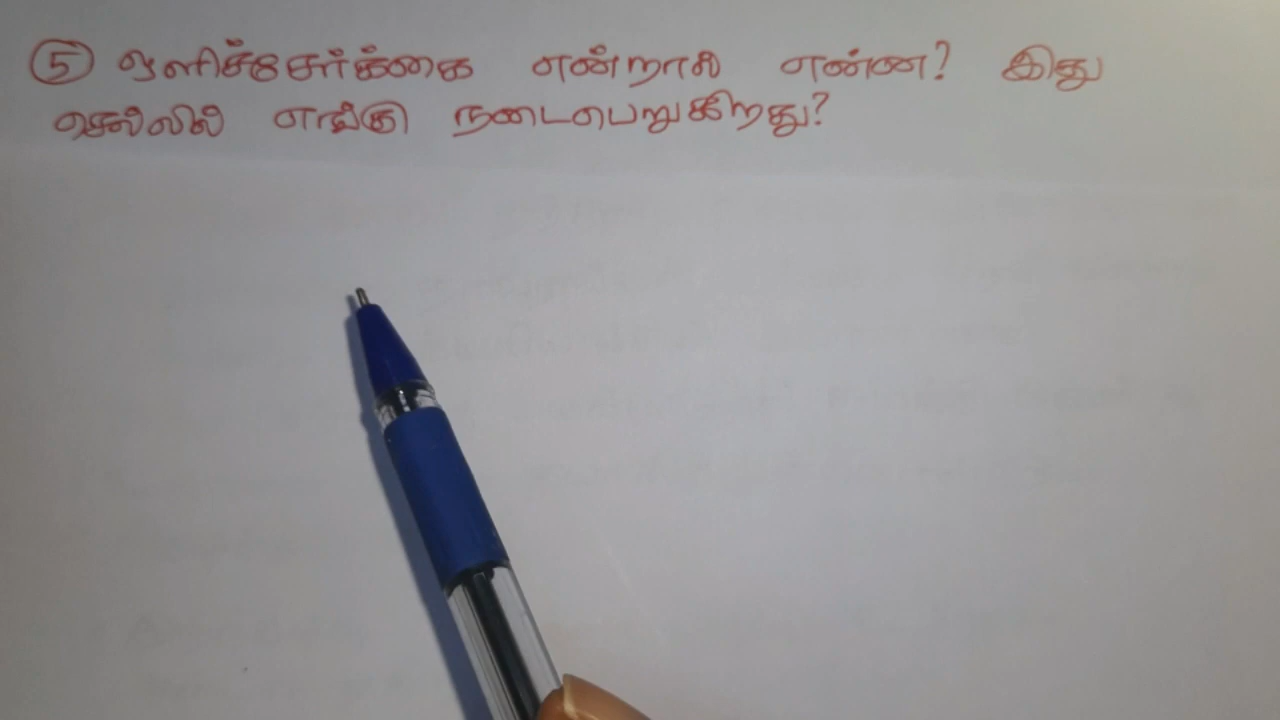 ⑤ ஒளிச்சேர்க்கை என்றால் என்ன? இது
செல்லில் எங்கு நடைபெறுகிறது?